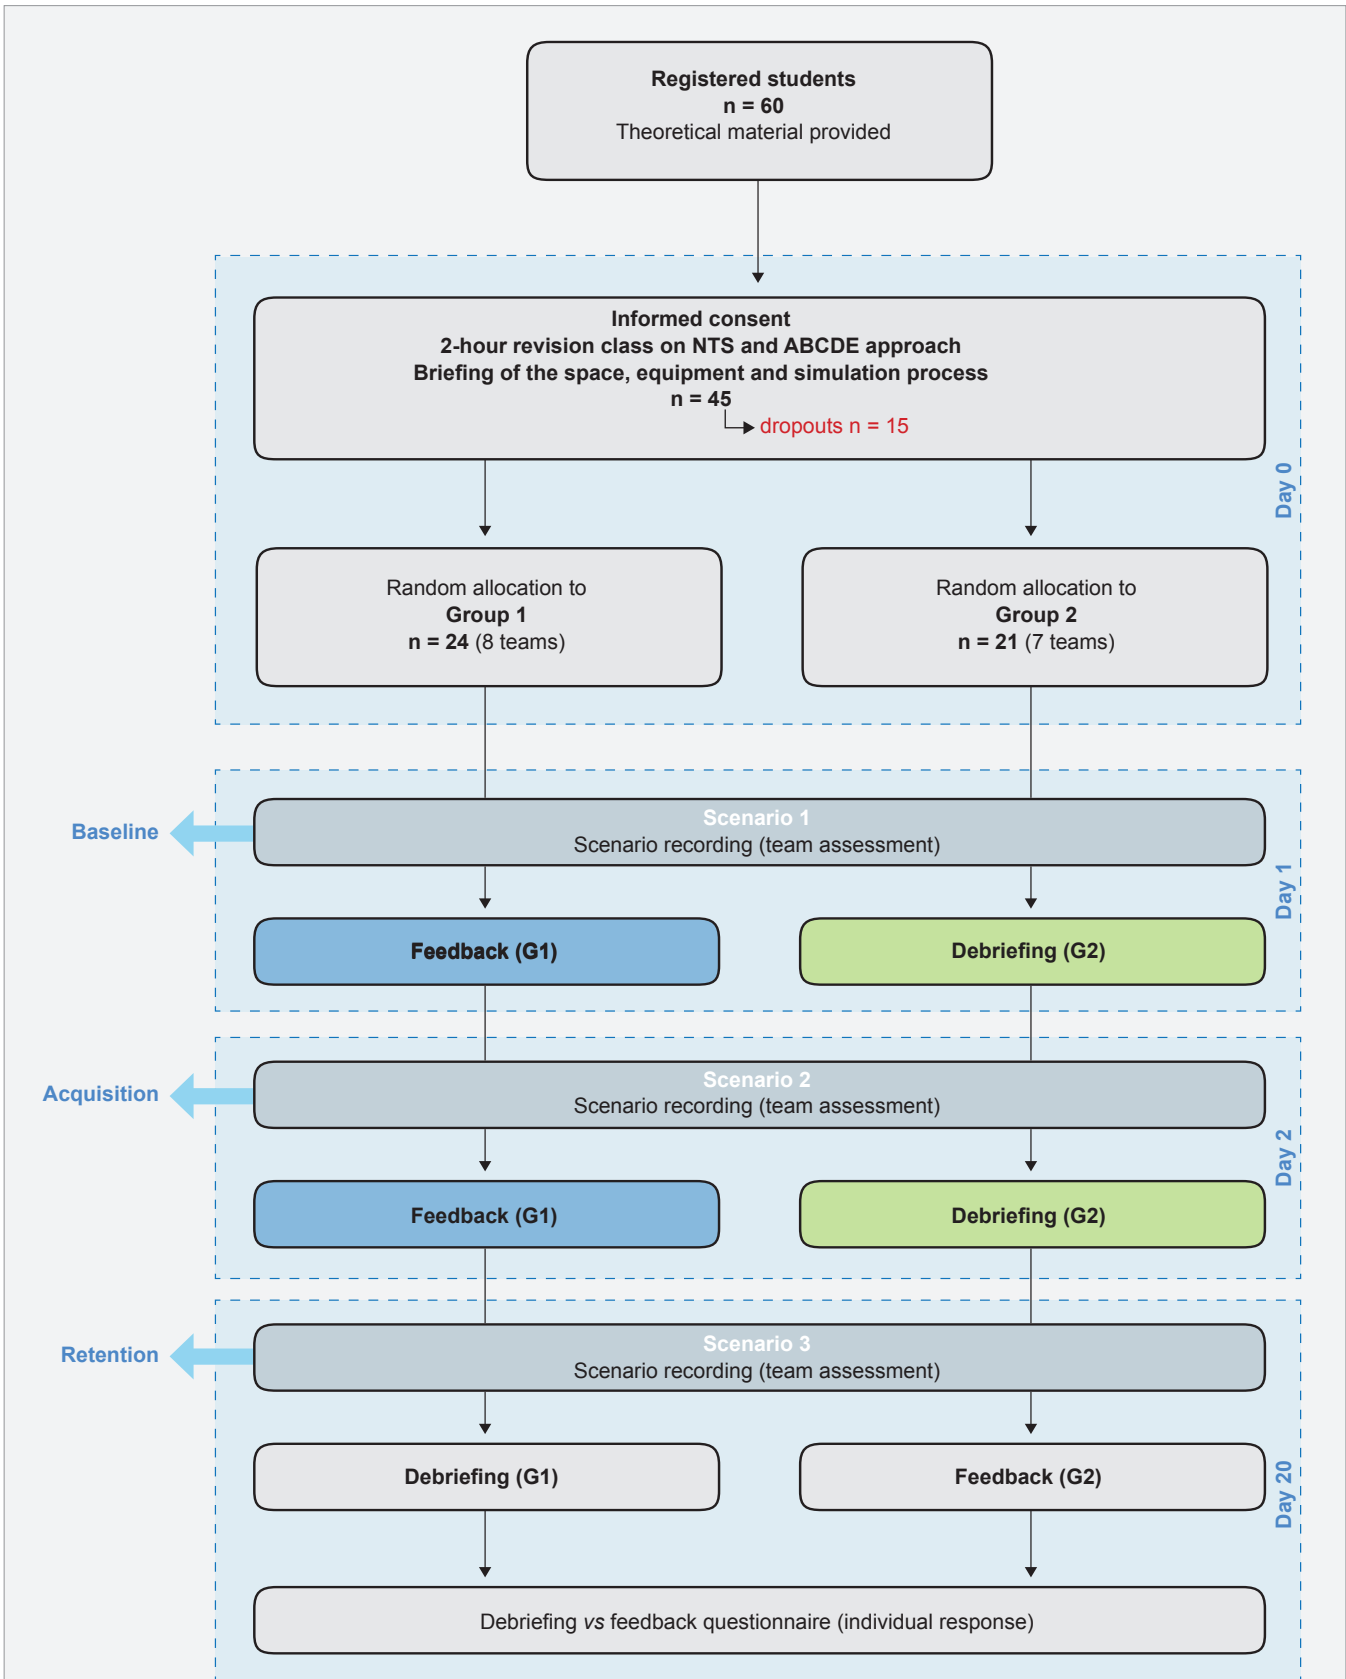 Registered students
n = 60
Theoretical material provided
Informed consent
2-hour revision class on NTS and ABCDE approach
Briefing of the space, equipment and simulation process
n = 45
dropouts n = 15
Day 0
Random allocation to
Group 1
n = 24 (8 teams)
Random allocation to
Group 2
n = 21 (7 teams)
Baseline
Scenario 1
Scenario recording (team assessment)
Day 1
Feedback (G1)
Debriefing (G2)
Acquisition
Scenario 2
Scenario recording (team assessment)
Day 2
Feedback (G1)
Debriefing (G2)
Retention
Scenario 3
Scenario recording (team assessment)
Debriefing (G1)
Feedback (G2)
Day 20
Debriefing vs feedback questionnaire (individual response)